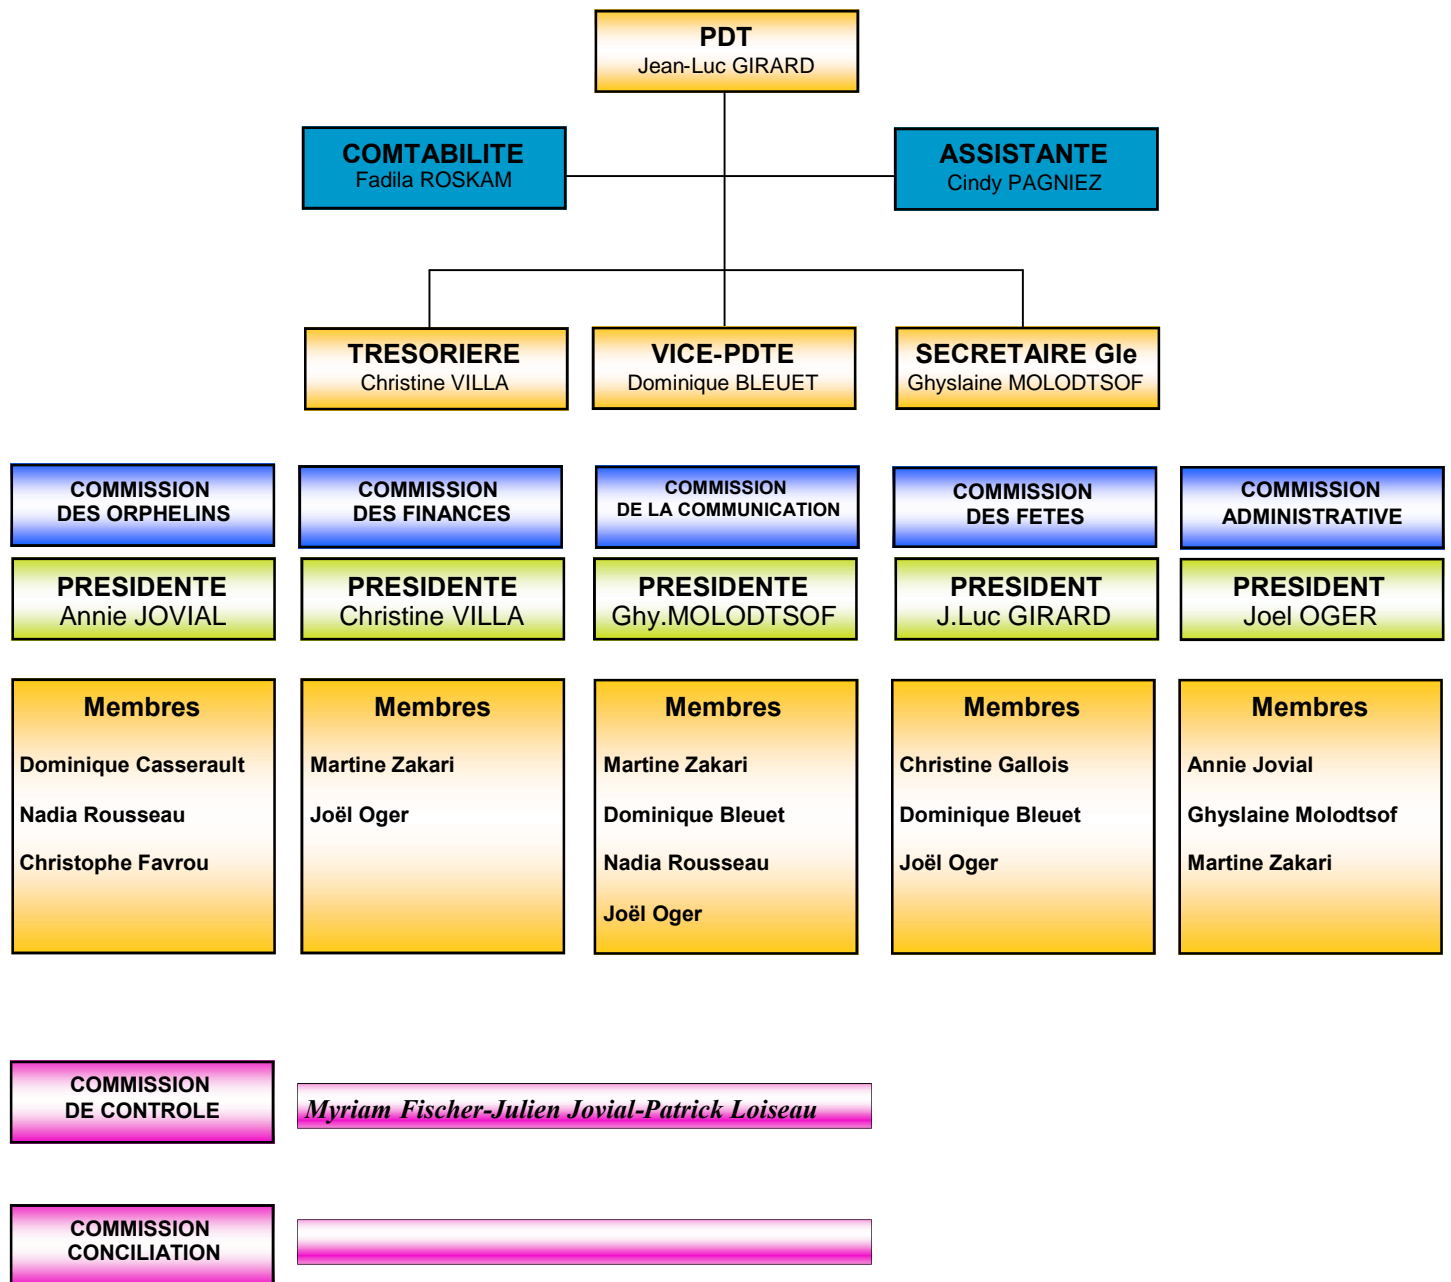 PDT
Jean-Luc GIRARD
COMTABILITE
Fadila ROSKAM
ASSISTANTE
Cindy PAGNIEZ
TRESORIERE
Christine VILLA
VICE-PDTE
Dominique BLEUET
SECRETAIRE Gle
Ghyslaine MOLODTSOF
COMMISSION
DES ORPHELINS
COMMISSION
DES FINANCES
COMMISSION
DE LA COMMUNICATION
COMMISSION
DES FETES
COMMISSION
ADMINISTRATIVE
PRESIDENTE
Annie JOVIAL
PRESIDENTE
Christine VILLA
PRESIDENTE
Ghy.MOLODTSOF
PRESIDENT
J.Luc GIRARD
PRESIDENT
Joel OGER
Membres
Dominique Casserault
Nadia Rousseau
Christophe Favrou
Membres
Martine Zakari
Joël Oger
Membres
Martine Zakari
Dominique Bleuet
Nadia Rousseau
Joël Oger
Membres
Christine Gallois
Dominique Bleuet
Joël Oger
Membres
Annie Jovial
Ghyslaine Molodtsof
Martine Zakari
COMMISSION
DE CONTROLE
Myriam Fischer-Julien Jovial-Patrick Loiseau
COMMISSION
CONCILIATION